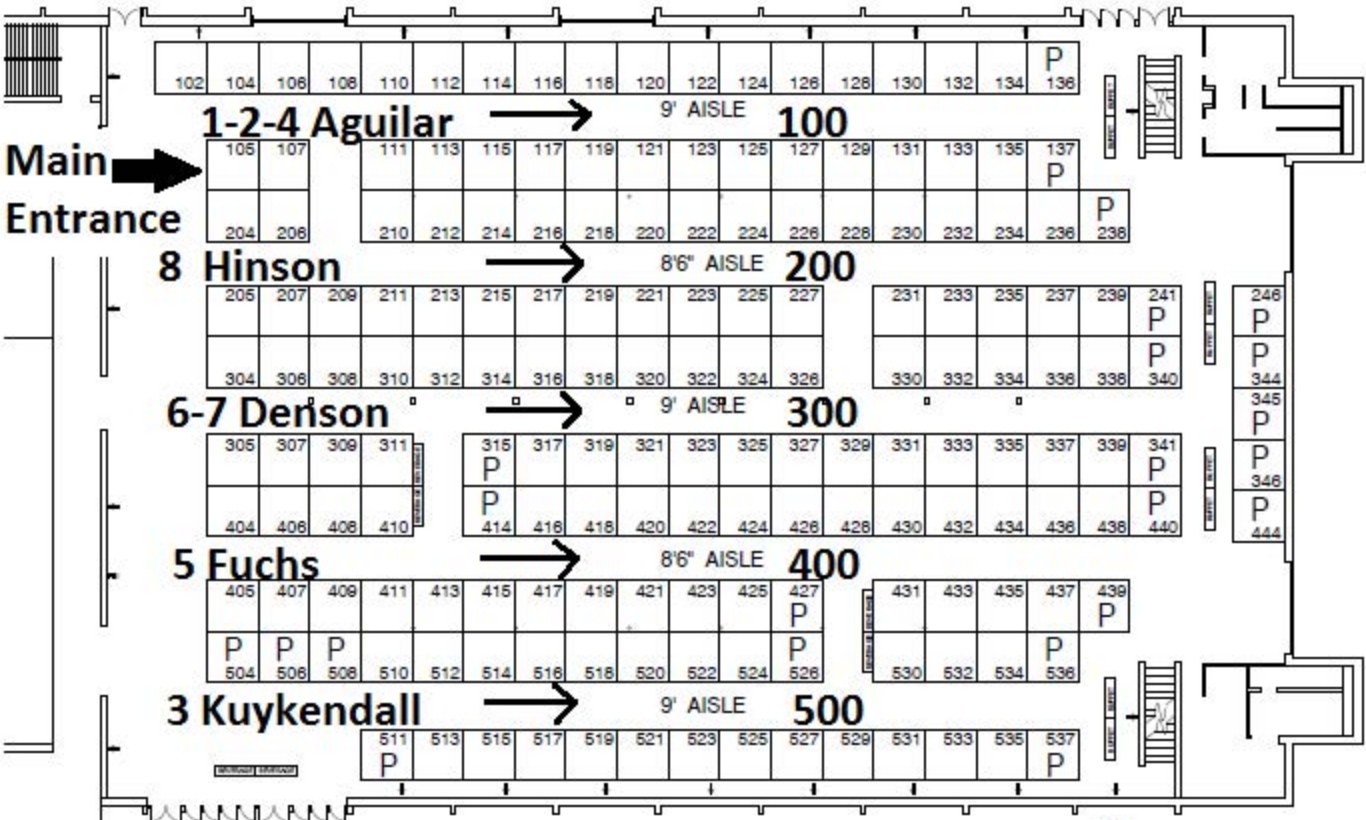 P
102 104 106 108 110 112 114 116 118 120 122 124 126 128 130 132 134 136
1-2-4 Aguilar 9' AISLE 100
105 107 111 113 115 117 119 121 123 125 127 129 131 133 135 137
Main
P
Entrance
P
204 206 210 212 214 216 218 220 222 224 226 228 230 232 234 236 238
8 Hinson 8'6" AISLE 200
205 207 209 211 213 215 217 219 221 223 225 227 231 233 235 237 239 241 246
P P
P P
304 306 308 310 312 314 316 318 320 322 324 326 330 332 334 336 338 340 344
6-7 Denson 9' AISLE 300
345
P
305 307 309 311 315 317 319 321 323 325 327 329 331 333 335 337 339 341
P P P
346
P P P
404 406 408 410 414 416 418 420 422 424 426 428 430 432 434 436 438 440 444
5 Fuchs 8'6" AISLE 400
405 407 409 411 413 415 417 419 421 423 425 427 431 433 435 437 439
P P
P P P P P
504 506 508 510 512 514 516 518 520 522 524 526 530 532 534 536
3 Kuykendall 9' AISLE 500
511 513 515 517 519 521 523 525 527 529 531 533 535 537
P P